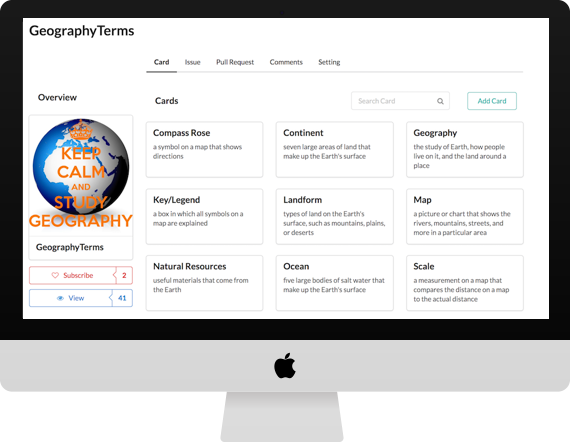 GeographyTerms
Card Issue Pull Request Comments Setting
Overview
KEEP
CALM
AND
STUDY
GEOGRAPHY
GeographyTerms
Subscribe 2
View 41
Cards
Search Card
Add Card
Compass Rose
a symbol on a map that shows
directions
Continent
seven large areas of land that
make up the Earth's surface
Geography
the study of Earth, how people
live on it, and the land around a
place
Key/Legend
a box in which all symbols on a
map are explained
Landform
types of land on the Earth's
surface, such as mountains, plains,
or deserts
Map
a picture or chart that shows the
rivers, mountains, streets, and
more in a particular area
Natural Resources
useful materials that come from
the Earth
Ocean
five large bodies of salt water that
make up the Earth's surface
Scale
a measurement on a map that
compares the distance on a map
to the actual distance